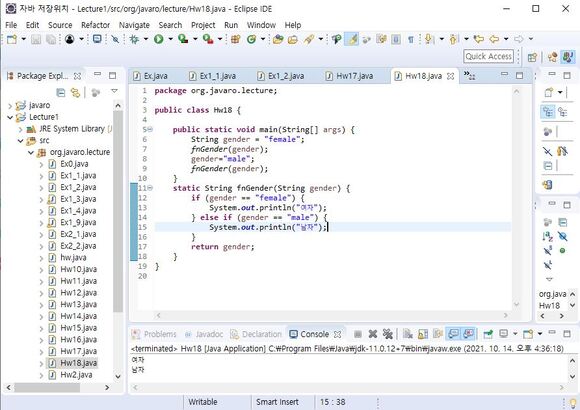 자바 저장위치 - Lecture1/src/org/javaro/lecture/Hw18.java - Eclipse IDE
File Edit Source Refactor Navigate Search Project Run Window Help
Quick Access
Package Expl...
javaro
Lecture1
JRE System Library [Ja
src
org.javaro.lecture
Ex0.java
Ex1_1.java
Ex1_2.java
Ex1_3.java
Ex1_4.java
Ex1_9.java
Ex2_1.java
Ex2_2.java
hw.java
Hw10.java
Hw11.java
Hw12.java
Hw13.java
Hw14.java
Hw15.java
Hw16.java
Hw17.java
Hw18.java
Hw2.java
Ex.java Ex1_1.java Ex1_2.java Hw17.java Hw18.java
1 package org.javaro.lecture;
2
3 public class Hw18 {
4
5 public static void main(String[] args) {
6 String gender = "female";
7 fnGender(gender);
8 gender="male";
9 fnGender(gender);
10 }
11 static String fnGender(String gender) {
12 if (gender == "female") {
13 System.out.println("여자");
14 } else if (gender == "male") {
15 System.out.println("남자");
16 }
17 return gender;
18 }
19 }
20
org.javaro
Hw18
Problems Javadoc Declaration Console
<terminated> Hw18 [Java Application] C:\Program Files\Java\jdk-11.0.12+7\bin\javaw.exe (2021. 10. 14. 오후 4:36:18)
여자
남자
Writable Smart Insert 15 : 38